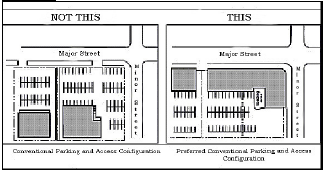 NOT THIS
THIS
Major Street
Major Street
Minor Street
Minor Street
Conventional Parking and Access Configuration
Preferred Conventional Parking and Access
Configuration